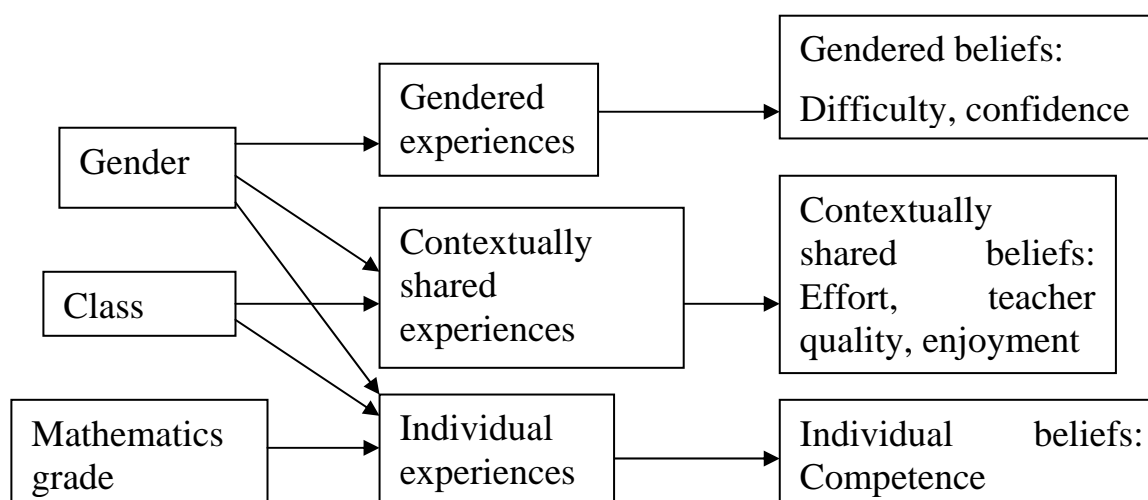 Gender
Class
Mathematics
grade
Gendered
experiences
Contextually
shared
experiences
Individual
experiences
Gendered beliefs:
Difficulty, confidence
Contextually
shared beliefs:
Effort, teacher
quality, enjoyment
Individual beliefs:
Competence